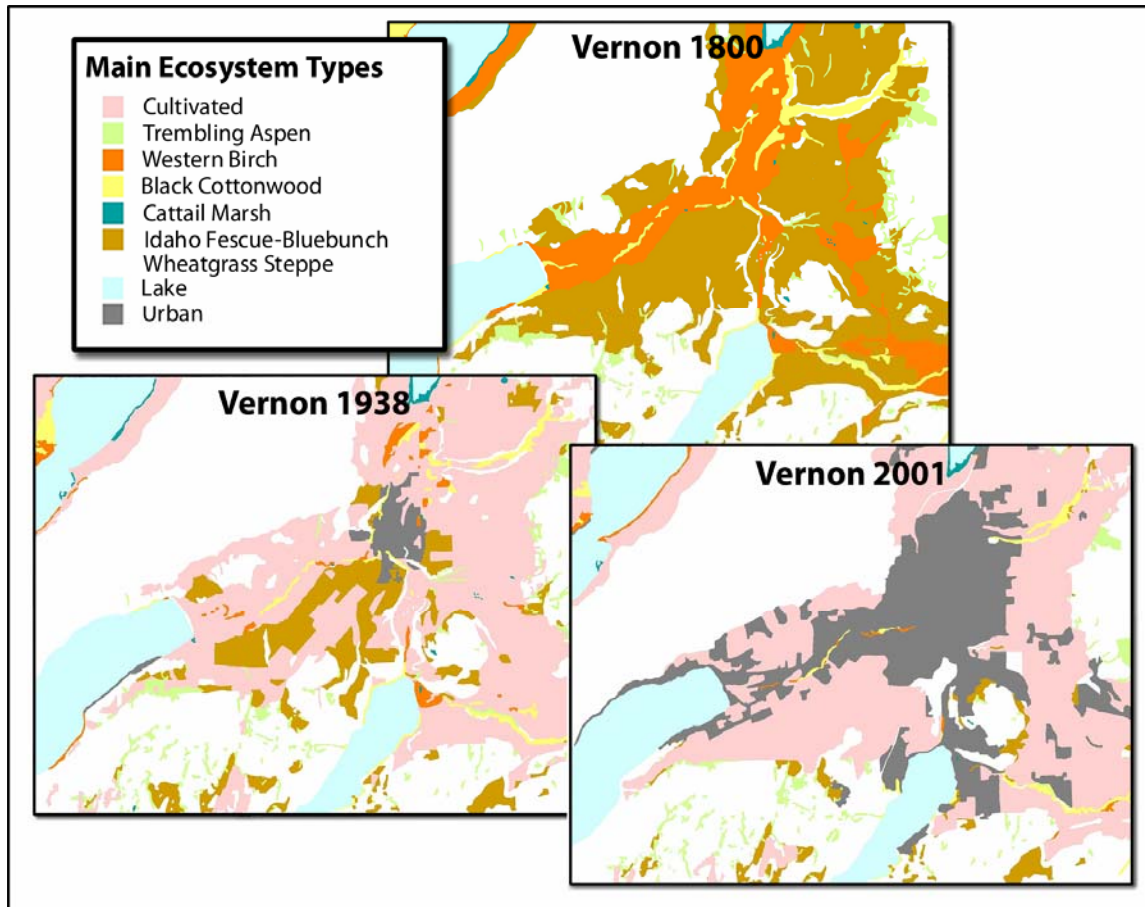 Vernon 1800
Main Ecosystem Types
Cultivated
Trembling Aspen
Western Birch
Black Cottonwood
Cattail Marsh
Idaho Fescue-Bluebunch
Wheatgrass Steppe
Lake
Urban
Vernon 1938
Vernon 2001